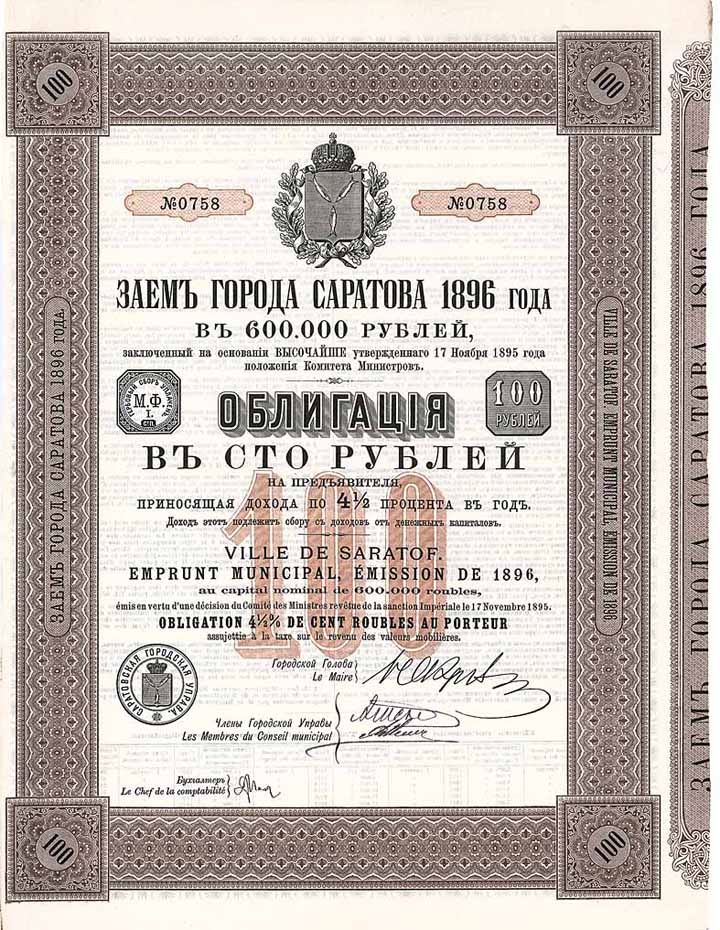 100
100
№0758
№0758
ЗАЕМЪ ГОРОДА САРАТОВА 1896 ГОДА
ВЪ 600.000 РУБЛЕЙ,
заключенный на основаніи ВЫСОЧАЙШЕ утвержденнаго 17 Ноября 1895 года
положенія Комитета Министровъ.
М.Ф.
I.
СПБ.
100
РУБЛЕЙ
ОБЛИГАЦІЯ
ВЪ СТО РУБЛЕЙ
НА ПРЕДЪЯВИТЕЛЯ,
ПРИНОСЯЩАЯ ДОХОДА ПО 4½ ПРОЦЕНТА ВЪ ГОДЪ.
Доходъ этотъ подлежитъ сбору съ доходовъ отъ денежныхъ капиталовъ.
100
VILLE DE SARATOF.
EMPRUNT MUNICIPAL, ÉMISSION DE 1896,
au capital nominal de 600.000 roubles,
émis en vertu d'une décision du Comité des Ministres revêtue de la sanction Impériale le 17 Novembre 1895.
OBLIGATION 4½% DE CENT ROUBLES AU PORTEUR
assujettie à la taxe sur le revenu des valeurs mobilières.
САРАТОВСКАЯ ГОРОДСКАЯ УПРАВА.
Городской Голова
Le Maire
Члены Городской Управы
Les Membres du Conseil municipal
Бухгалтеръ
Le Chef de la comptabilité
100
100
ЗАЕМЪ ГОРОДА САРАТОВА 1896 ГОДА
VILLE DE SARATOF EMPRUNT MUNICIPAL, EMISSION DE 1896
ЗАЕМЪ ГОРОДА САРАТОВА 1896 ГОДА